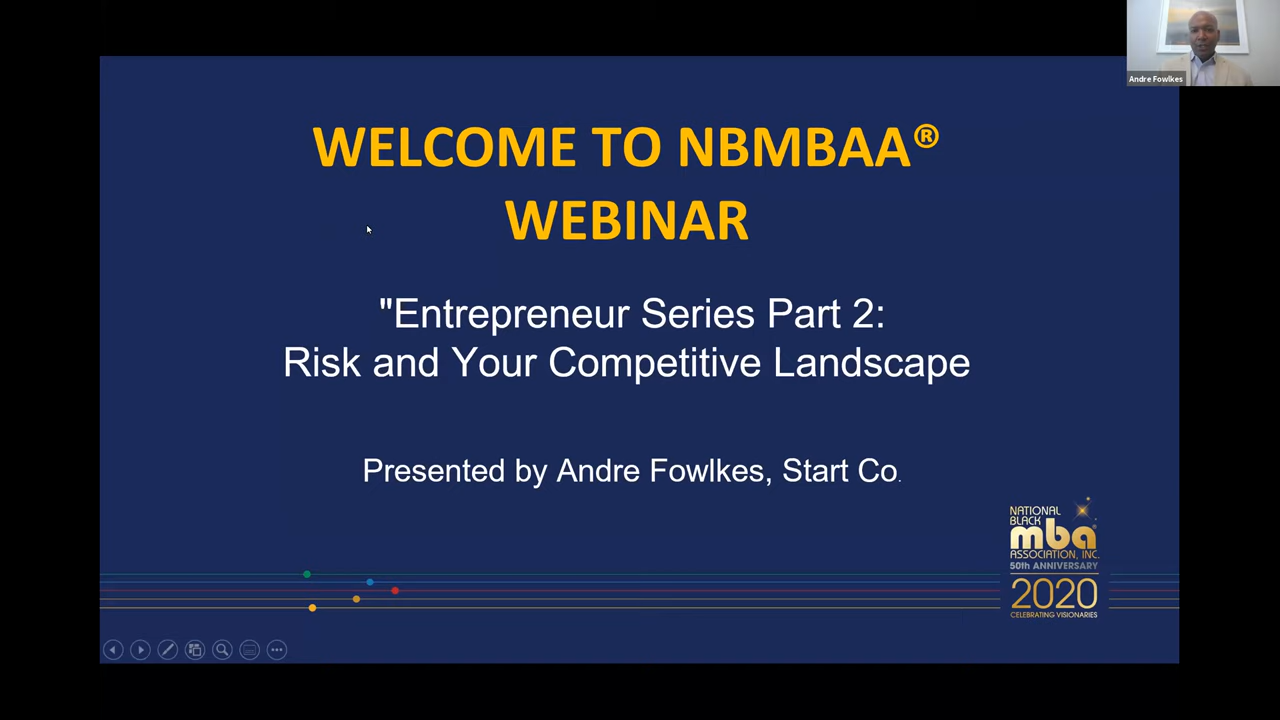 Andre Fowlkes
WELCOME TO NBMBAA®
WEBINAR
"Entrepreneur Series Part 2:
Risk and Your Competitive Landscape
Presented by Andre Fowlkes, Start Co.
NATIONAL
BLACK
mba
ASSOCIATION, INC.
50th ANNIVERSARY
2020
CELEBRATING VISIONARIES